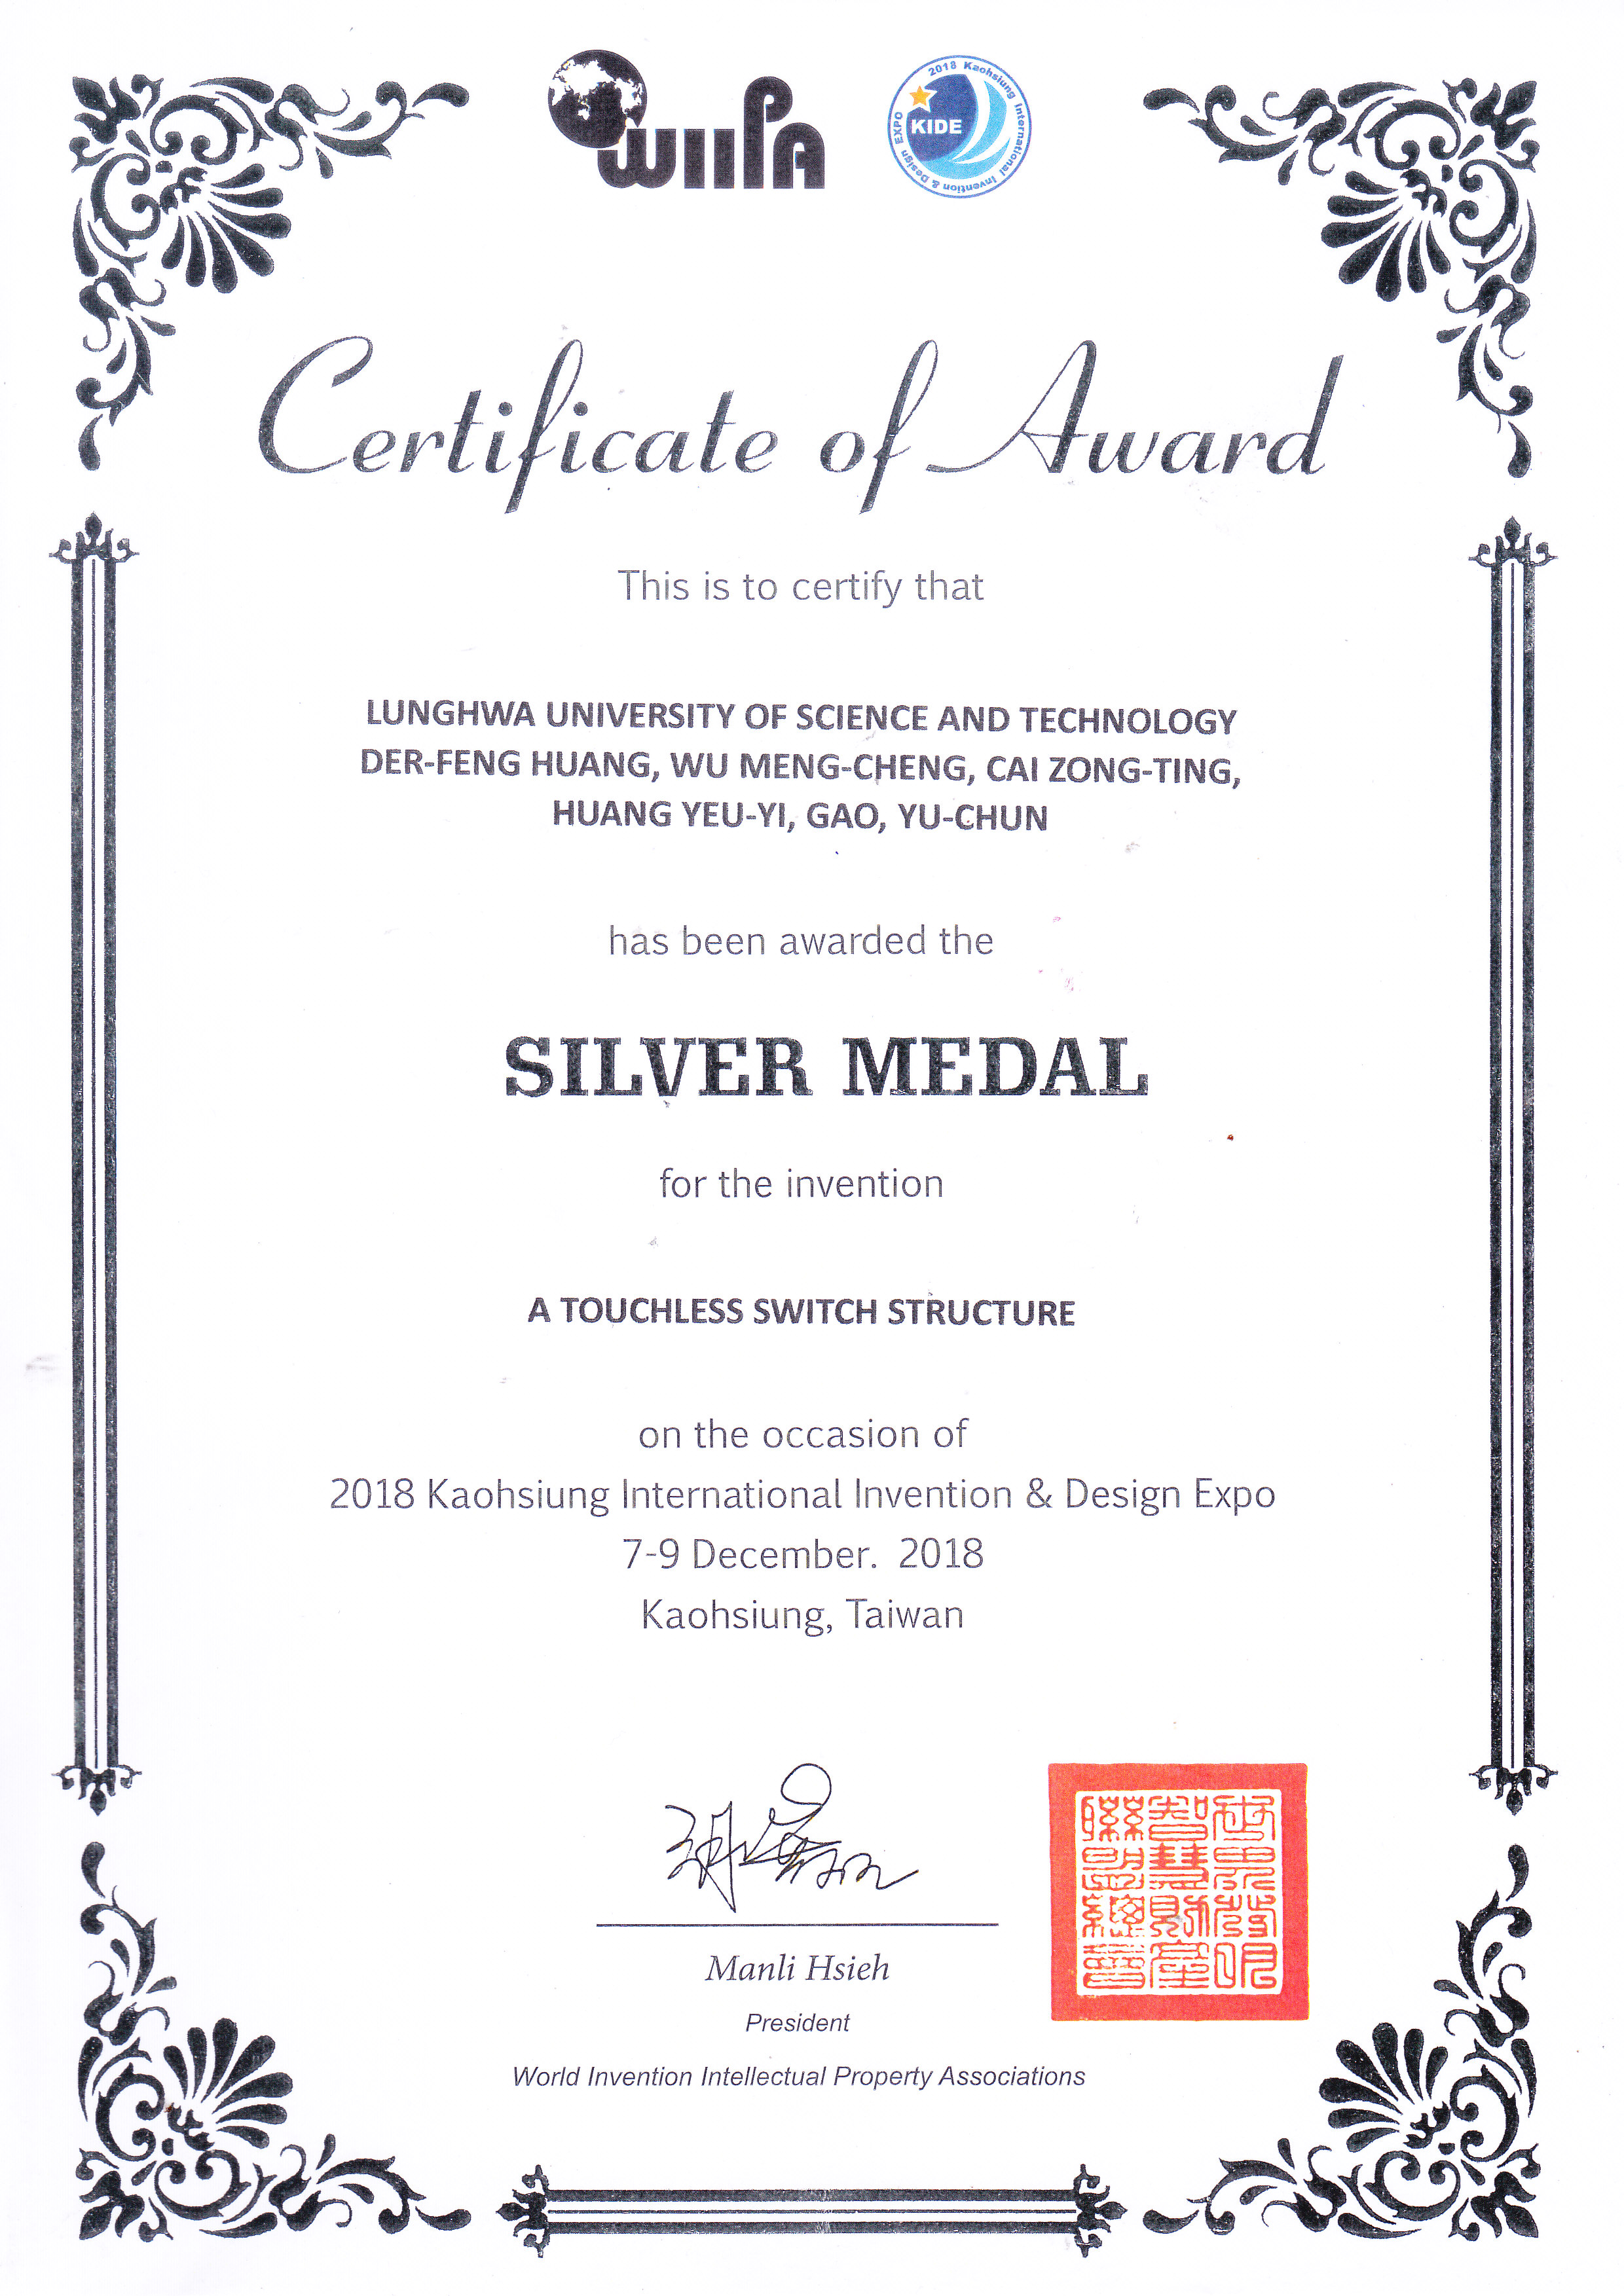 WIIPA
2018 Kaohsiung International Invention & Design EXPO
KIDE
Certificate of Award
This is to certify that
LUNGHWA UNIVERSITY OF SCIENCE AND TECHNOLOGY
DER-FENG HUANG, WU MENG-CHENG, CAI ZONG-TING,
HUANG YEU-YI, GAO, YU-CHUN
has been awarded the
SILVER MEDAL
for the invention
A TOUCHLESS SWITCH STRUCTURE
on the occasion of
2018 Kaohsiung International Invention & Design Expo
7-9 December.  2018
Kaohsiung, Taiwan
Manli Hsieh
President
World Invention Intellectual Property Associations